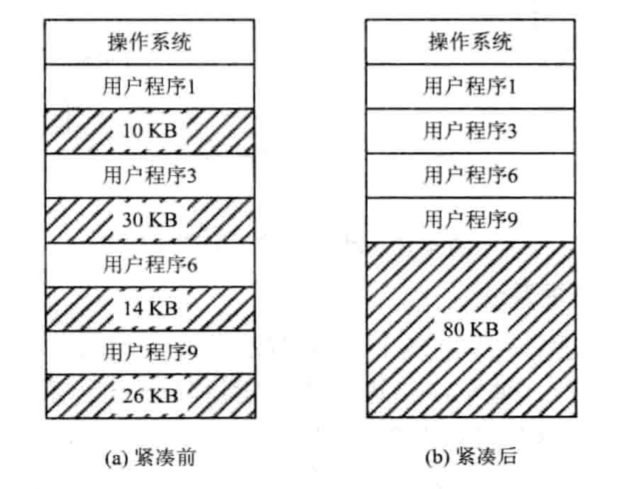 操作系统
用户程序1
10 KB
用户程序3
30 KB
用户程序6
14 KB
用户程序9
26 KB
(a) 紧凑前
操作系统
用户程序1
用户程序3
用户程序6
用户程序9
80 KB
(b) 紧凑后